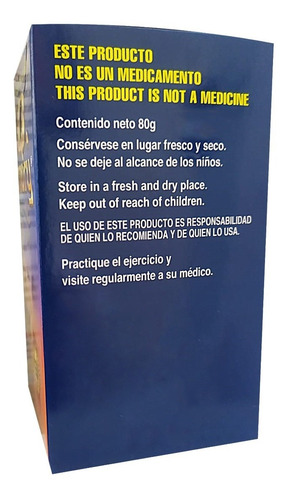 ESTE PRODUCTO
NO ES UN MEDICAMENTO
THIS PRODUCT IS NOT A MEDICINE
Contenido neto 80g
Consérvese en lugar fresco y seco.
No se deje al alcance de los niños.
Store in a fresh and dry place.
Keep out of reach of children.
EL USO DE ESTE PRODUCTO ES RESPONSABILIDAD
DE QUIEN LO RECOMIENDA Y DE QUIEN LO USA.
Practique el ejercicio y
visite regularmente a su médico.